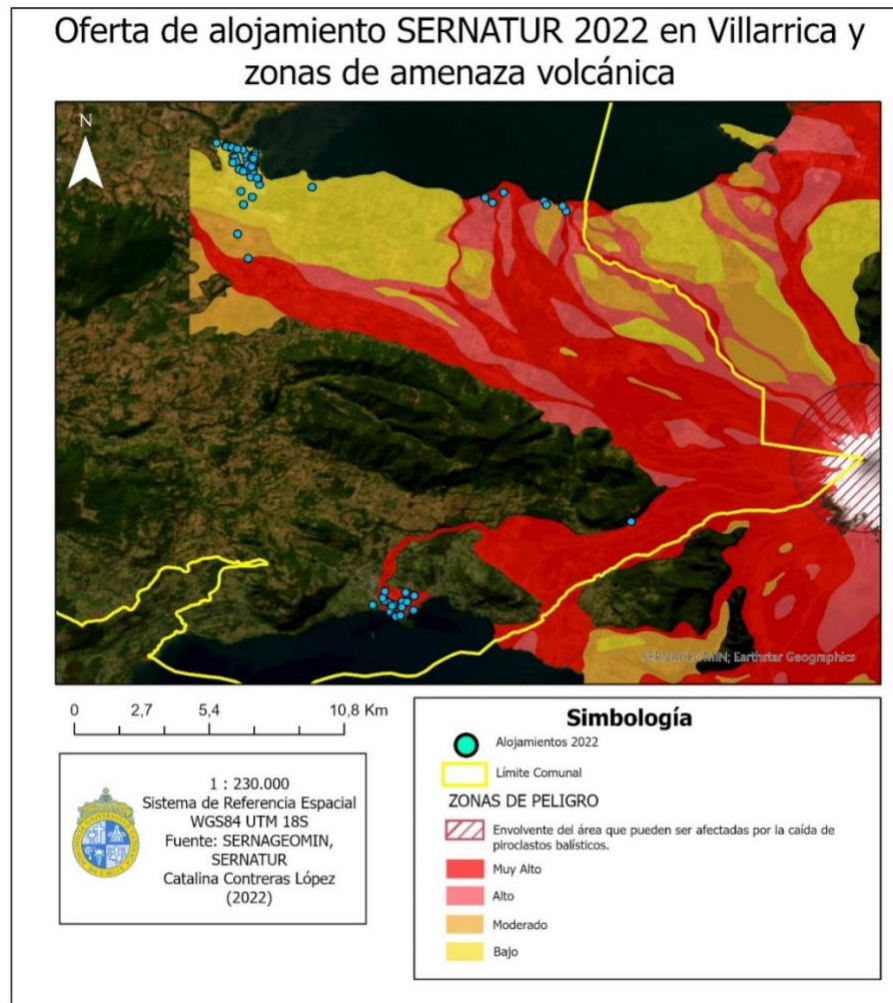 Oferta de alojamiento SERNATUR 2022 en Villarrica y
zonas de amenaza volcánica
N
SERNAGEOMIN; Earthstar Geographics
0 2,7 5,4 10,8 Km
1 : 230.000
Sistema de Referencia Espacial
WGS84 UTM 18S
Fuente: SERNAGEOMIN,
SERNATUR
Catalina Contreras López
(2022)
Simbología
Alojamientos 2022
Límite Comunal
ZONAS DE PELIGRO
Envolvente del área que pueden ser afectadas por la caída de
piroclastos balísticos.
Muy Alto
Alto
Moderado
Bajo